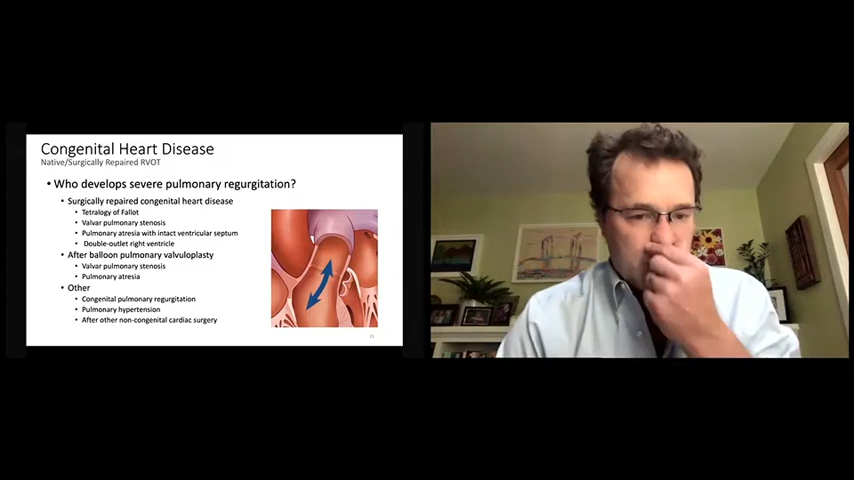 Congenital Heart Disease
Native/Surgically Repaired RVOT
• Who develops severe pulmonary regurgitation?
• Surgically repaired congenital heart disease
• Tetralogy of Fallot
• Valvar pulmonary stenosis
• Pulmonary atresia with intact ventricular septum
• Double-outlet right ventricle
• After balloon pulmonary valvuloplasty
• Valvar pulmonary stenosis
• Pulmonary atresia
• Other
• Congenital pulmonary regurgitation
• Pulmonary hypertension
• After other non-congenital cardiac surgery